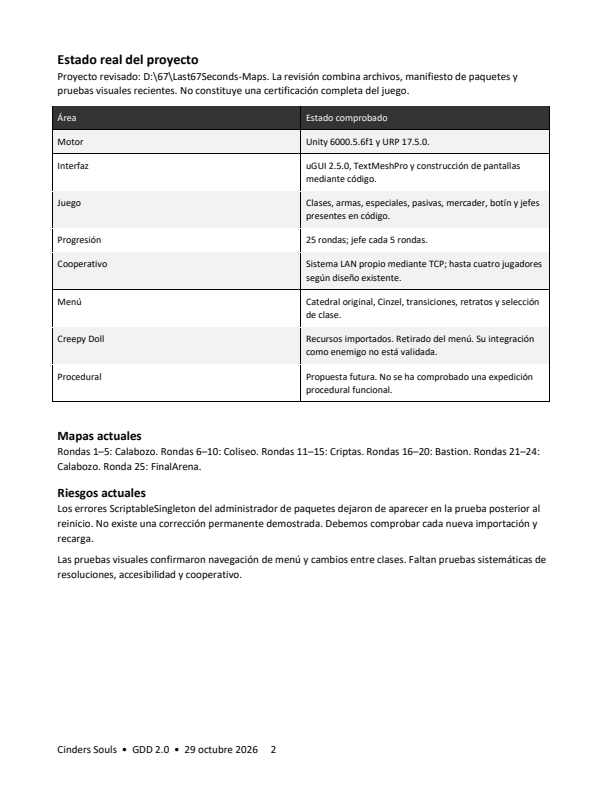 Estado real del proyecto
Proyecto revisado: D:\67\Last67Seconds-Maps. La revisión combina archivos, manifiesto de paquetes y
pruebas visuales recientes. No constituye una certificación completa del juego.
Área Estado comprobado
Motor Unity 6000.5.6f1 y URP 17.5.0.
Interfaz uGUI 2.5.0, TextMeshPro y construcción de pantallas
mediante código.
Juego Clases, armas, especiales, pasivas, mercader, botín y jefes
presentes en código.
Progresión 25 rondas; jefe cada 5 rondas.
Cooperativo Sistema LAN propio mediante TCP; hasta cuatro jugadores
según diseño existente.
Menú Catedral original, Cinzel, transiciones, retratos y selección
de clase.
Creepy Doll Recursos importados. Retirado del menú. Su integración
como enemigo no está validada.
Procedural Propuesta futura. No se ha comprobado una expedición
procedural funcional.
Mapas actuales
Rondas 1–5: Calabozo. Rondas 6–10: Coliseo. Rondas 11–15: Criptas. Rondas 16–20: Bastion. Rondas 21–24:
Calabozo. Ronda 25: FinalArena.
Riesgos actuales
Los errores ScriptableSingleton del administrador de paquetes dejaron de aparecer en la prueba posterior al
reinicio. No existe una corrección permanente demostrada. Debemos comprobar cada nueva importación y
recarga.
Las pruebas visuales confirmaron navegación de menú y cambios entre clases. Faltan pruebas sistemáticas de
resoluciones, accesibilidad y cooperativo.
Cinders Souls • GDD 2.0 • 29 octubre 2026 2